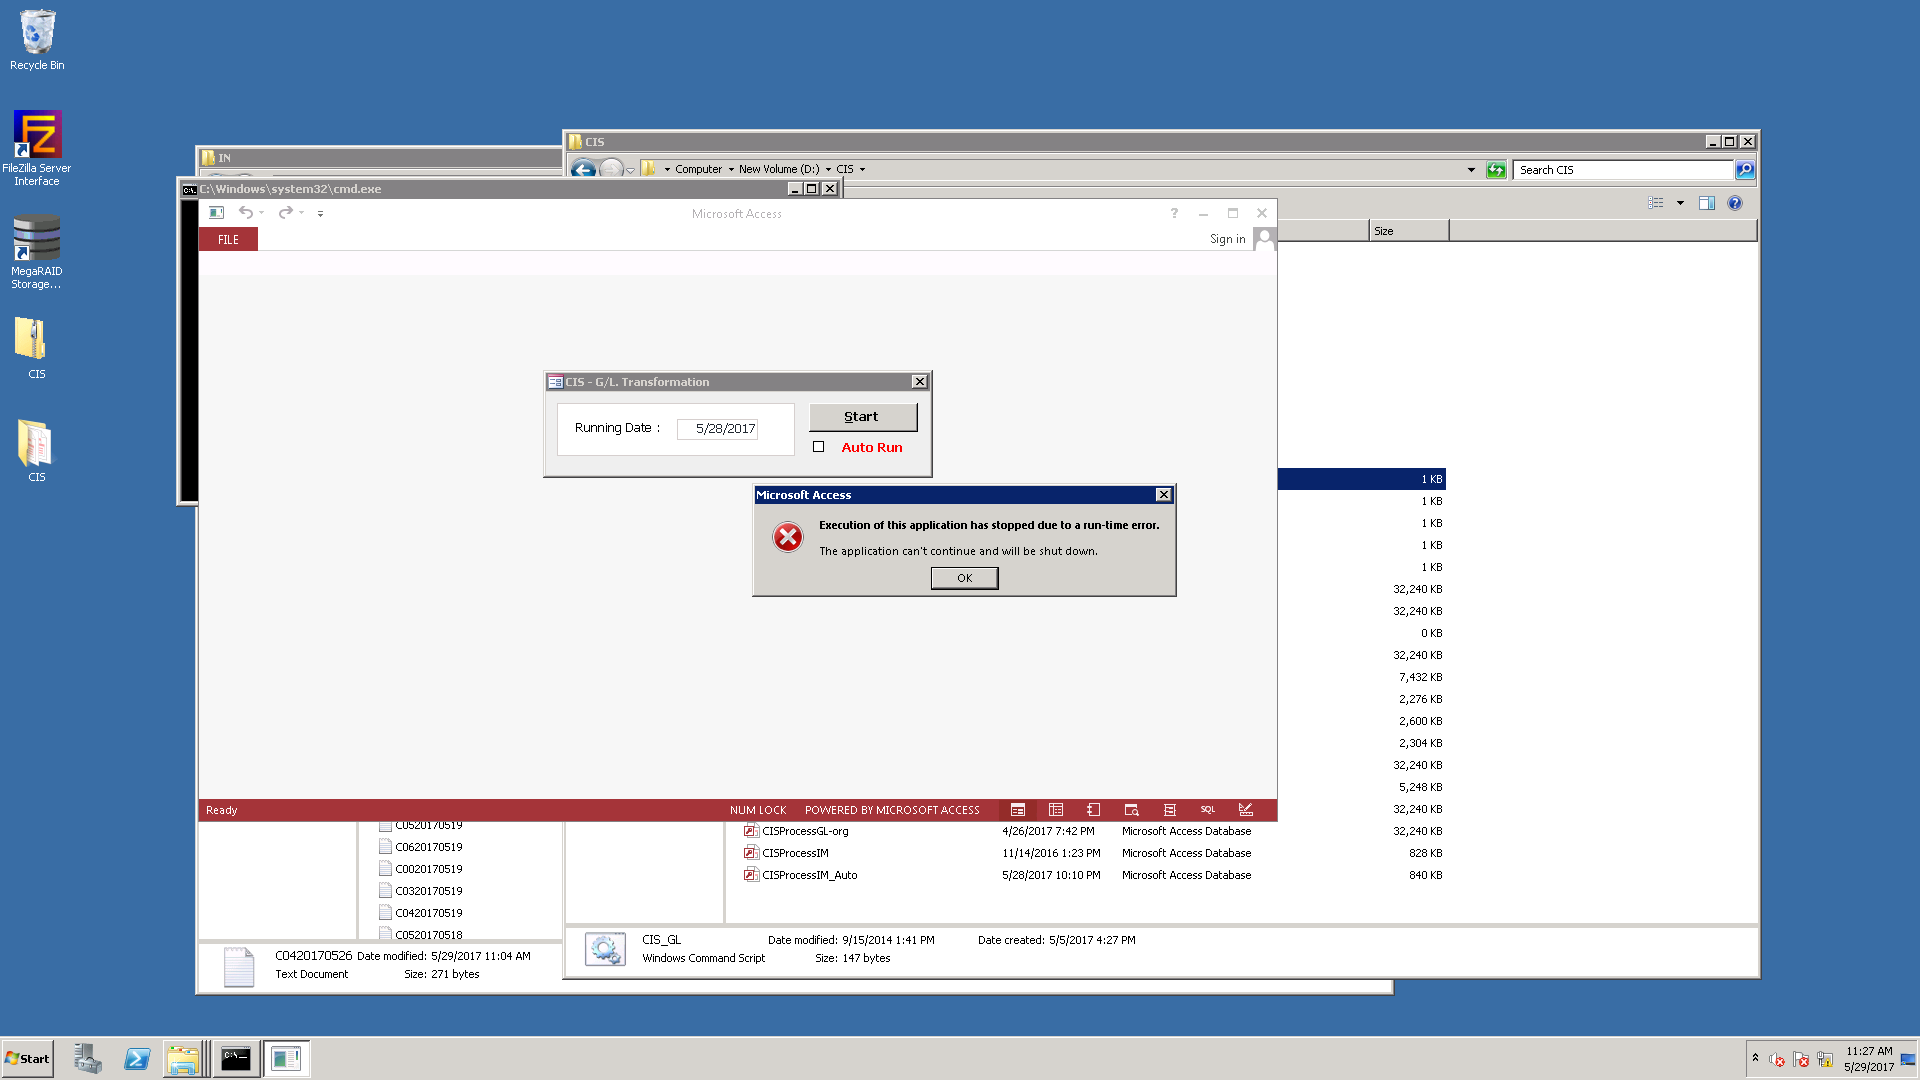 Recycle Bin
FileZilla Server
Interface
MegaRAID
Storage...
CIS
CIS
IN
CIS
Computer
New Volume (D:)
CIS
Search CIS
C:\Windows\system32\cmd.exe
Microsoft Access
?
FILE
Sign in
Size
CIS - G/L. Transformation
Running Date :
5/28/2017
Start
Auto Run
Microsoft Access
Execution of this application has stopped due to a run-time error.
The application can't continue and will be shut down.
OK
1 KB
1 KB
1 KB
1 KB
1 KB
32,240 KB
32,240 KB
0 KB
32,240 KB
7,432 KB
2,276 KB
2,600 KB
2,304 KB
32,240 KB
5,248 KB
32,240 KB
Ready
NUM LOCK
POWERED BY MICROSOFT ACCESS
SQL
C0520170519
C0620170519
C0020170519
C0320170519
C0420170519
C0520170518
CISProcessGL-org 4/26/2017 7:42 PM Microsoft Access Database 32,240 KB
CISProcessIM 11/14/2016 1:23 PM Microsoft Access Database 828 KB
CISProcessIM_Auto 5/28/2017 10:10 PM Microsoft Access Database 840 KB
C0420170526 Date modified: 5/29/2017 11:04 AM
Text Document Size: 271 bytes
CIS_GL Date modified: 9/15/2014 1:41 PM Date created: 5/5/2017 4:27 PM
Windows Command Script Size: 147 bytes
Start
11:27 AM
5/29/2017